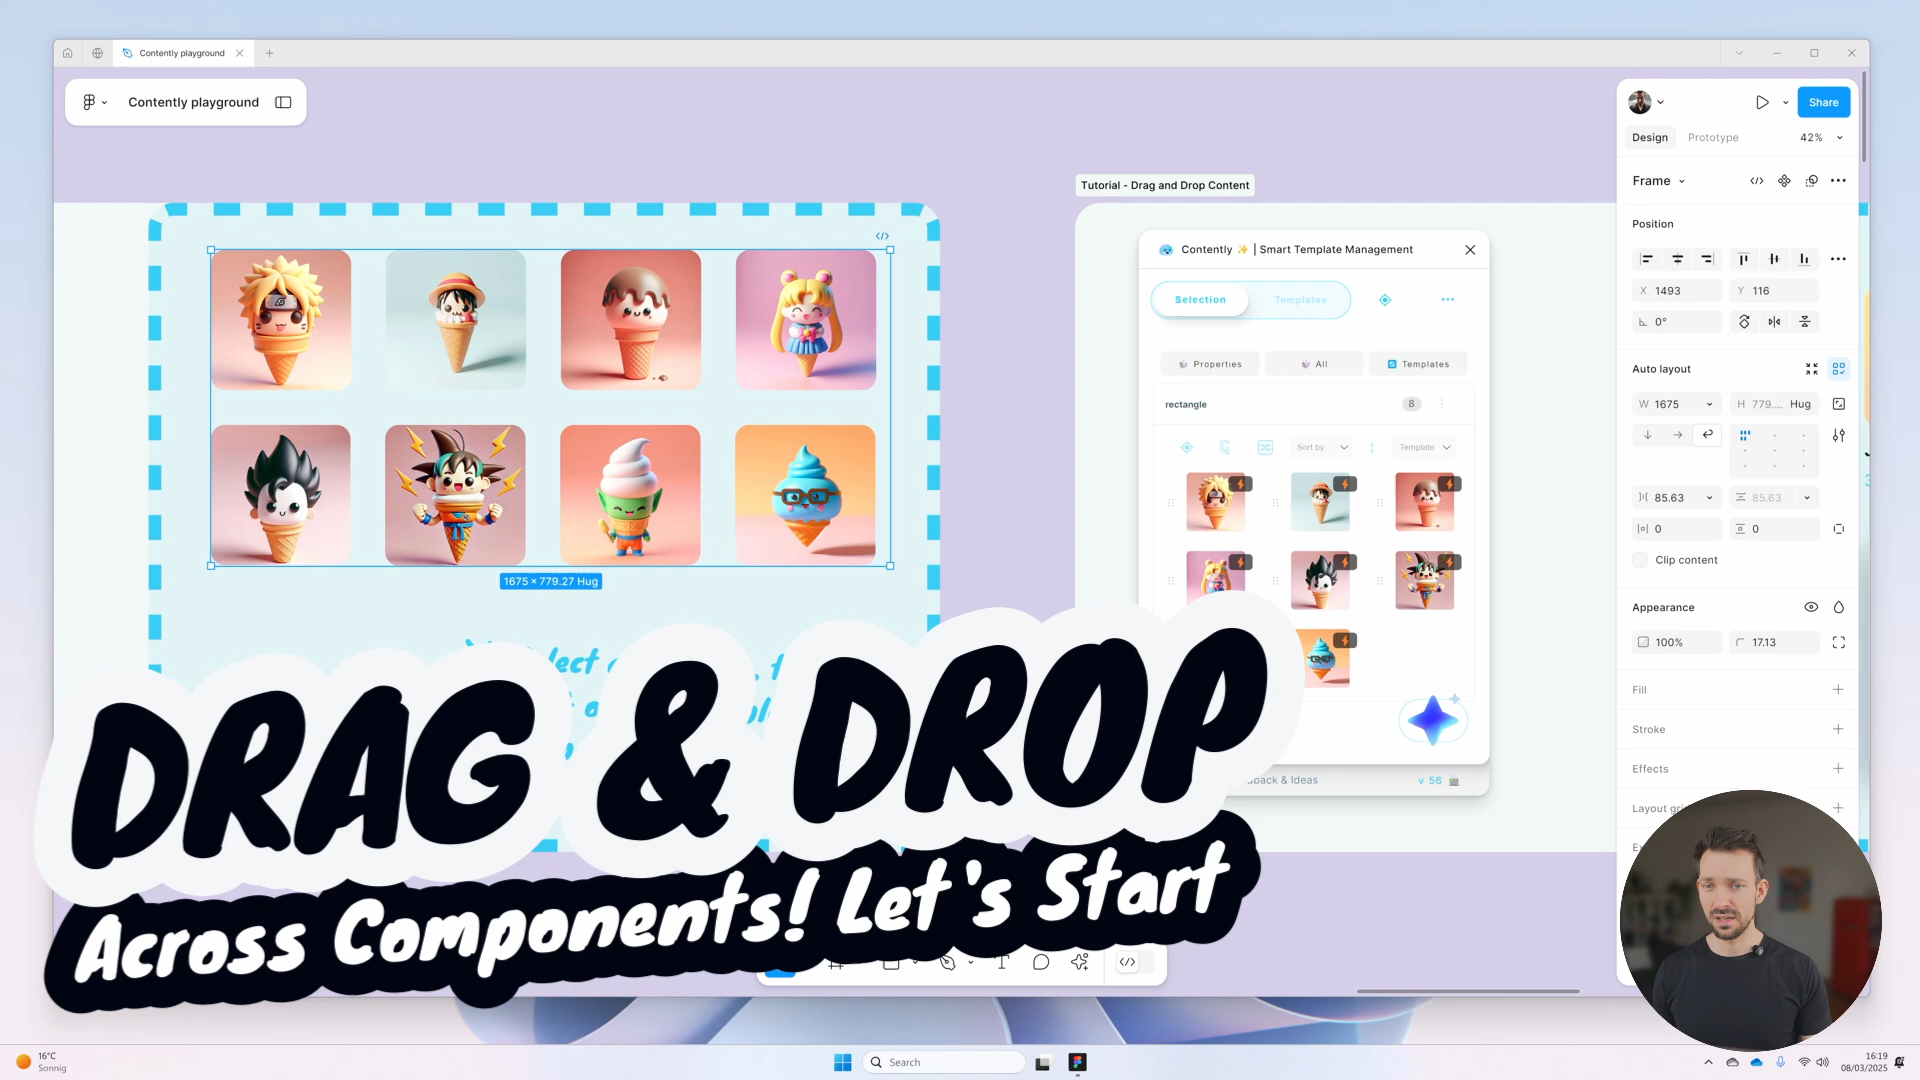 Contently playground
Contently playground
Share
Design
Prototype
42%
Frame
Position
X 1493
Y 116
0°
Auto layout
W 1675
H 779.... Hug
85.63
85.63
0
0
Clip content
Appearance
100%
17.13
Fill
Stroke
Effects
Tutorial - Drag and Drop Content
Contently ✨ | Smart Template Management
Selection
Templates
Properties
All
Templates
rectangle
8
Sort by
Template
v 56
1675 × 779.27 Hug
DRAG & DROP
Across Components! Let's Start
16°C
Sonnig
Search
16:19
08/03/2025